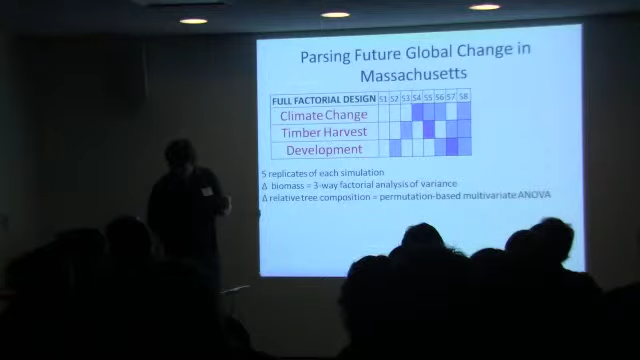 Parsing Future Global Change in
Massachusetts
FULL FACTORIAL DESIGN S1 S2 S3 S4 S5 S6 S7 S8
Climate Change
Timber Harvest
Development
5 replicates of each simulation
Δ biomass = 3-way factorial analysis of variance
Δ relative tree composition = permutation-based multivariate ANOVA